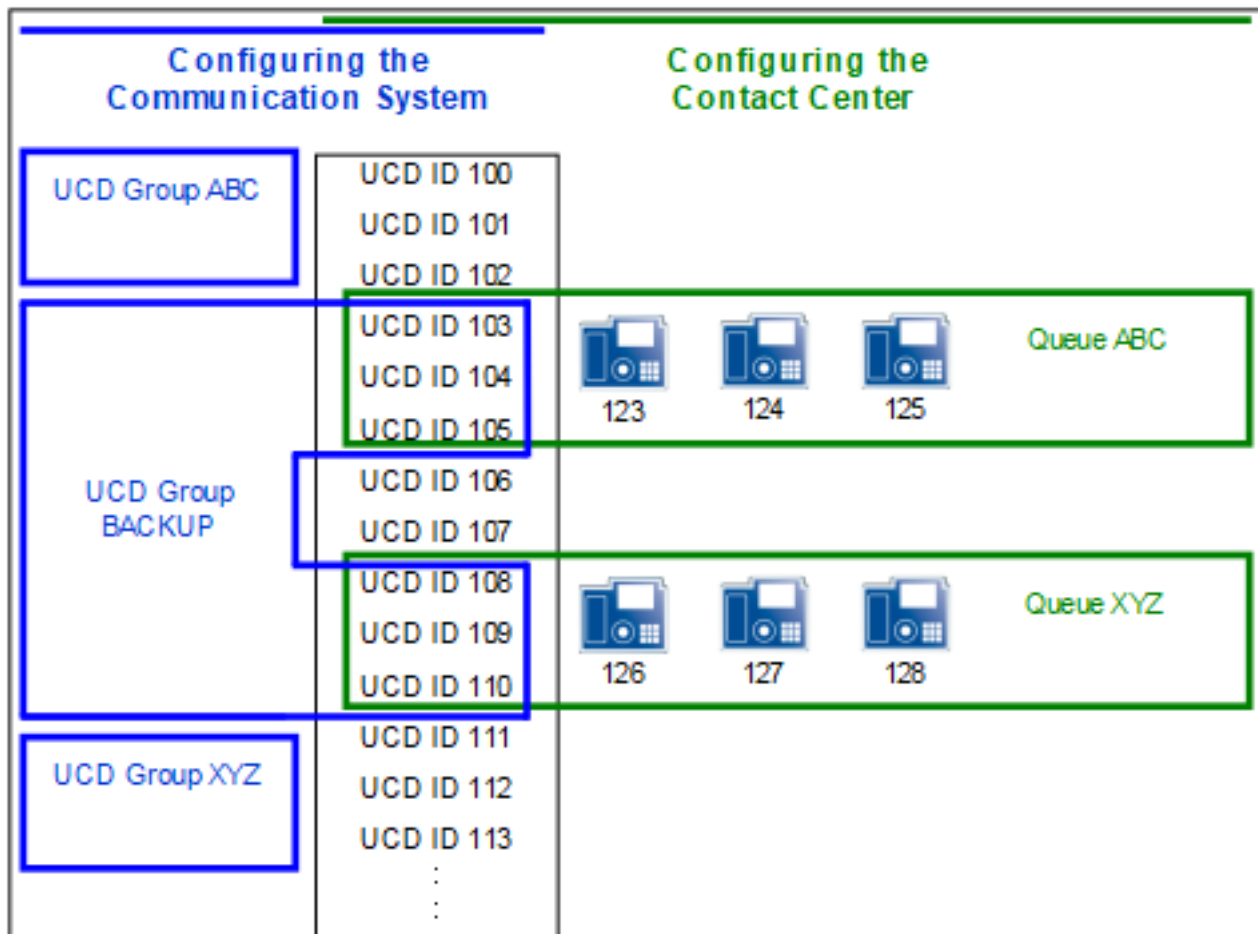 Configuring the
Communication System
Configuring the
Contact Center
UCD Group ABC
UCD ID 100
UCD ID 101
UCD ID 102
UCD ID 103
UCD ID 104
UCD ID 105
123
124
125
Queue ABC
UCD Group
BACKUP
UCD ID 106
UCD ID 107
UCD ID 108
UCD ID 109
UCD ID 110
126
127
128
Queue XYZ
UCD Group XYZ
UCD ID 111
UCD ID 112
UCD ID 113